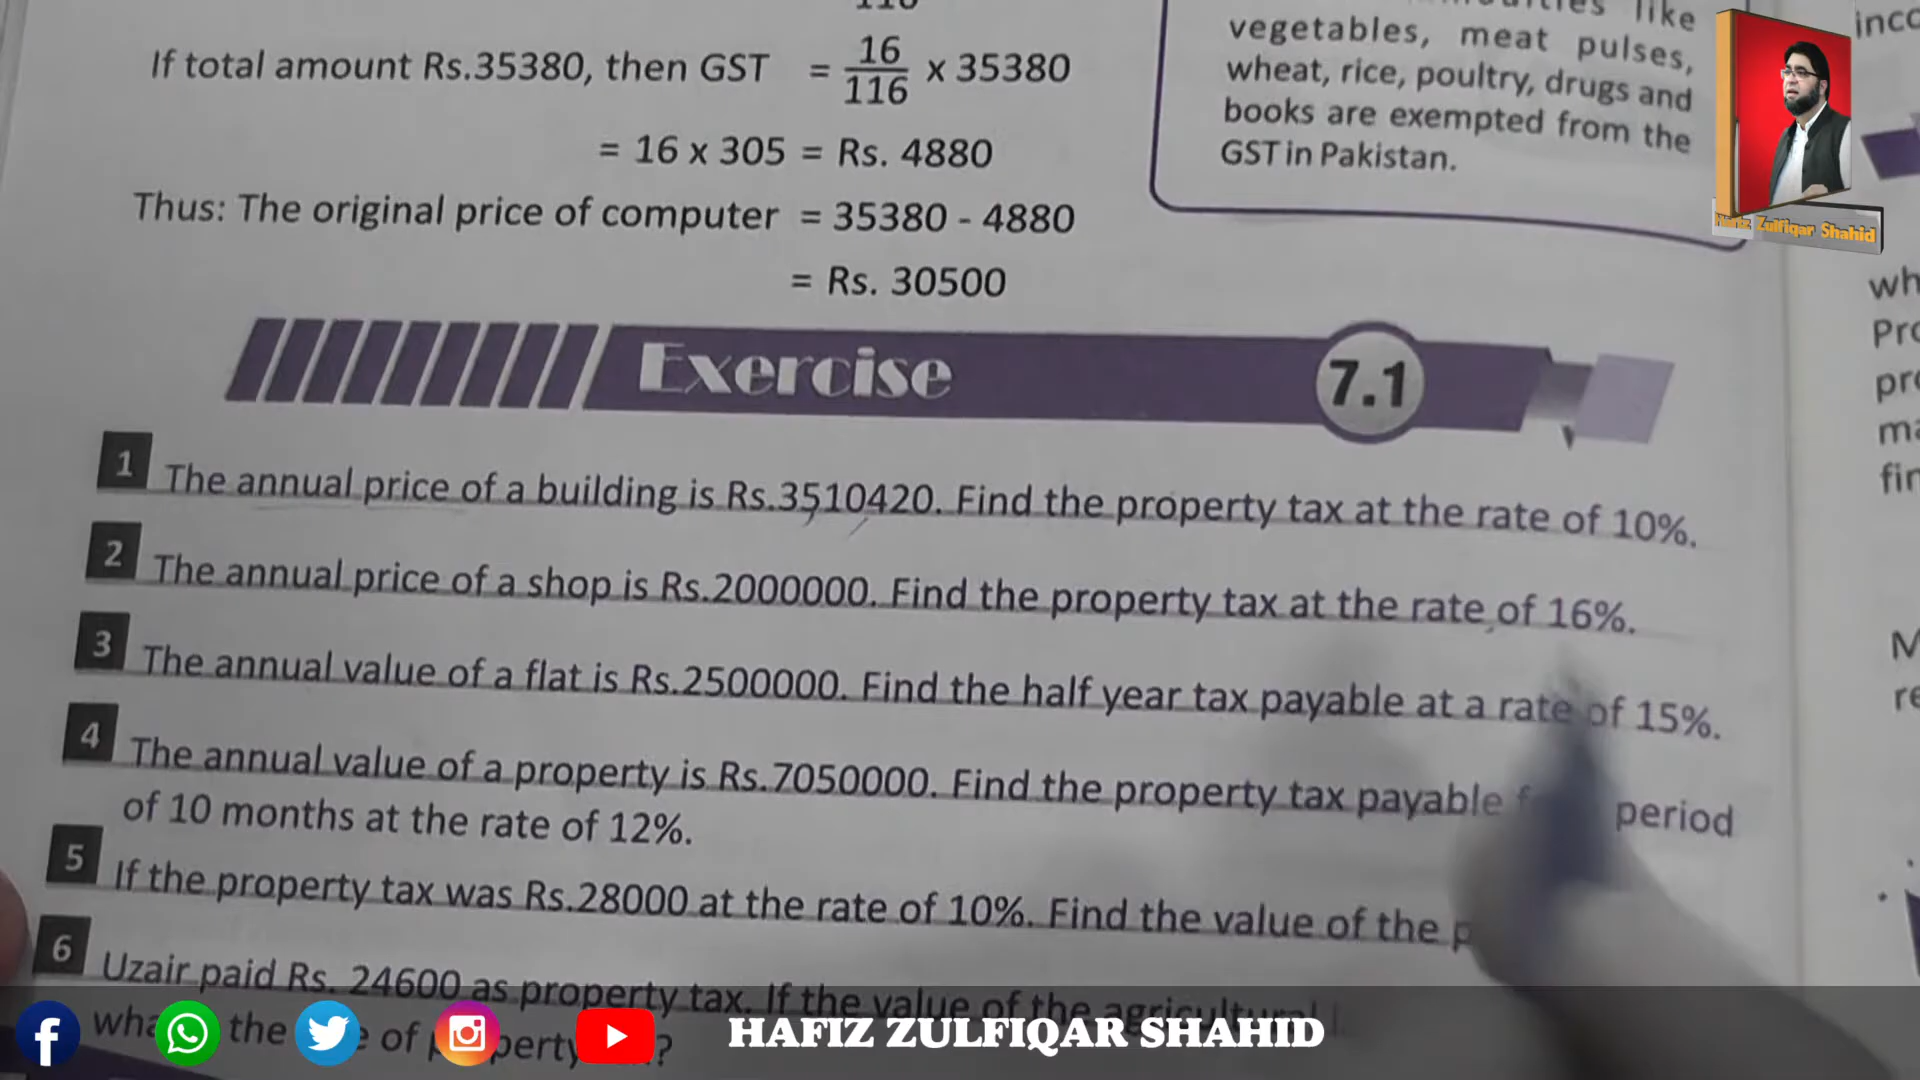 If total amount Rs.35380, then GST = 16/116 x 35380
= 16 x 305 = Rs. 4880
Thus: The original price of computer = 35380 - 4880
= Rs. 30500
like
vegetables, meat pulses,
wheat, rice, poultry, drugs and
books are exempted from the
GST in Pakistan.
Hafiz Zulfiqar Shahid
Exercise 7.1
1 The annual price of a building is Rs.3510420. Find the property tax at the rate of 10%.
2 The annual price of a shop is Rs.2000000. Find the property tax at the rate of 16%.
3 The annual value of a flat is Rs.2500000. Find the half year tax payable at a rate of 15%.
4 The annual value of a property is Rs.7050000. Find the property tax payable period
of 10 months at the rate of 12%.
5 If the property tax was Rs.28000 at the rate of 10%. Find the value of the
6 Uzair paid Rs. 24600 as property tax. If the value of the agricultural
the of
HAFIZ ZULFIQAR SHAHID